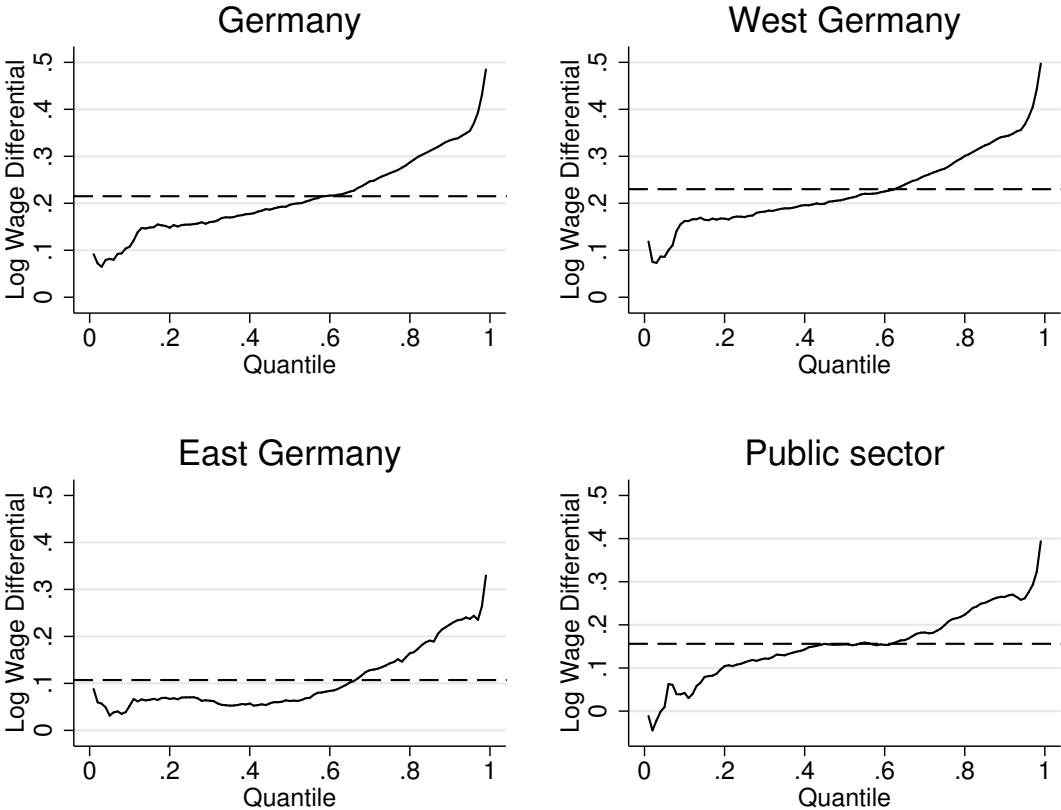 Germany
Log Wage Differential
0 .1 .2 .3 .4 .5
0 .2 .4 .6 .8 1
Quantile
West Germany
Log Wage Differential
0 .1 .2 .3 .4 .5
0 .2 .4 .6 .8 1
Quantile
East Germany
Log Wage Differential
0 .1 .2 .3 .4 .5
0 .2 .4 .6 .8 1
Quantile
Public sector
Log Wage Differential
0 .1 .2 .3 .4 .5
0 .2 .4 .6 .8 1
Quantile